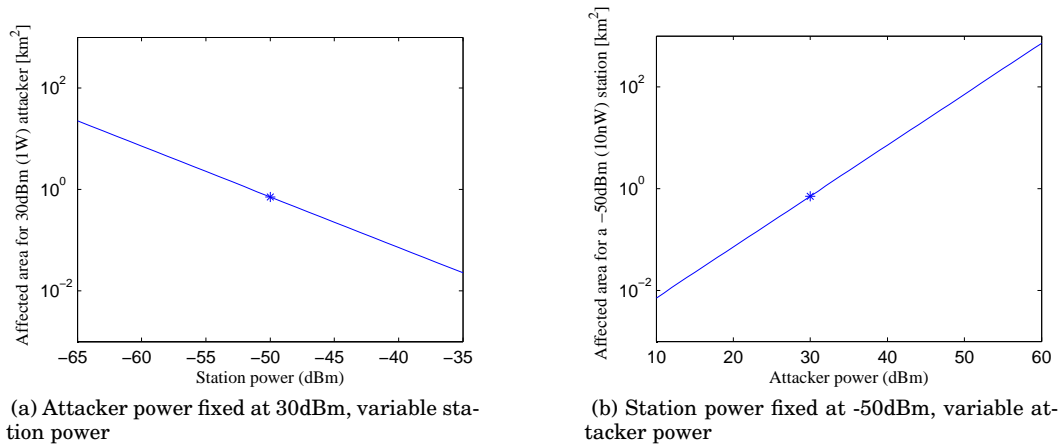 Affected area for 30dBm (1W) attacker [km²]
10²
10⁰
10⁻²
−65 −60 −55 −50 −45 −40 −35
Station power (dBm)
(a) Attacker power fixed at 30dBm, variable sta-
tion power
Affected area for a −50dBm (10nW) station [km²]
10²
10⁰
10⁻²
10 20 30 40 50 60
Attacker power (dBm)
(b) Station power fixed at -50dBm, variable at-
tacker power